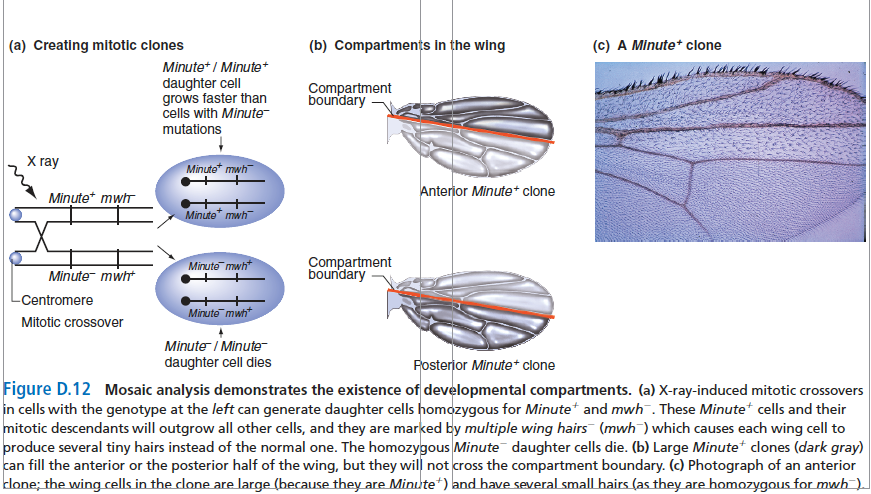 (a) Creating mitotic clones
Minute⁺ / Minute⁺
daughter cell
grows faster than
cells with Minute⁻
mutations
X ray
Minute⁺ mwh⁻
Minute⁻ mwh⁺
Centromere
Mitotic crossover
Minute⁺ mwh⁻
Minute⁺ mwh⁻
Minute⁻ mwh⁺
Minute⁻ mwh⁺
Minute⁻ / Minute⁻
daughter cell dies
(b) Compartments in the wing
Compartment
boundary
Anterior Minute⁺ clone
Compartment
boundary
Posterior Minute⁺ clone
(c) A Minute⁺ clone
Figure D.12 Mosaic analysis demonstrates the existence of developmental compartments. (a) X-ray-induced mitotic crossovers
in cells with the genotype at the left can generate daughter cells homozygous for Minute⁺ and mwh⁻. These Minute⁺ cells and their
mitotic descendants will outgrow all other cells, and they are marked by multiple wing hairs⁻ (mwh⁻) which causes each wing cell to
produce several tiny hairs instead of the normal one. The homozygous Minute⁻ daughter cells die. (b) Large Minute⁺ clones (dark gray)
can fill the anterior or the posterior half of the wing, but they will not cross the compartment boundary. (c) Photograph of an anterior
clone; the wing cells in the clone are large (because they are Minute⁺) and have several small hairs (as they are homozygous for mwh⁻).